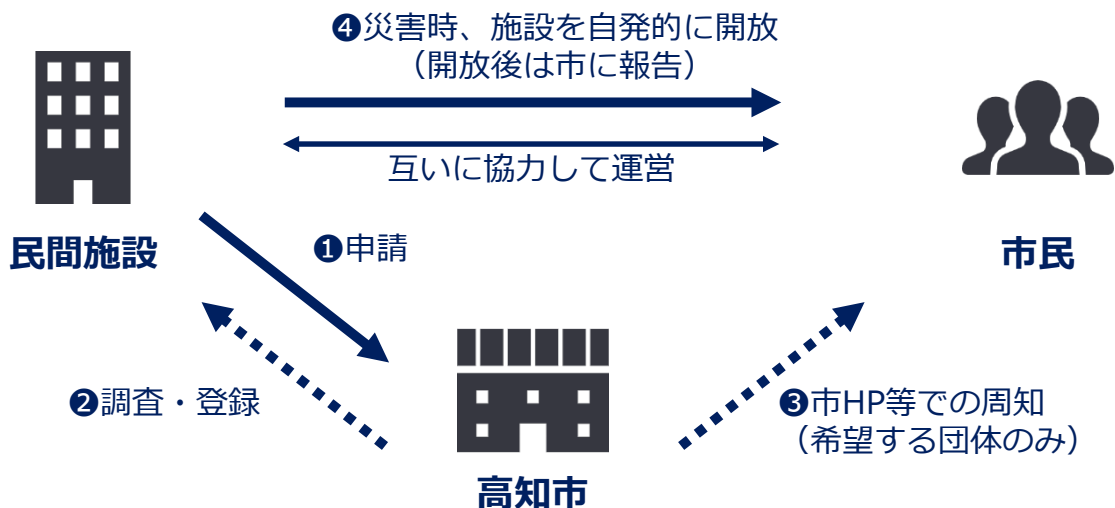 ❹災害時、施設を自発的に開放
（開放後は市に報告）
互いに協力して運営
民間施設
❶申請
市民
❷調査・登録
❸市HP等での周知
（希望する団体のみ）
高知市